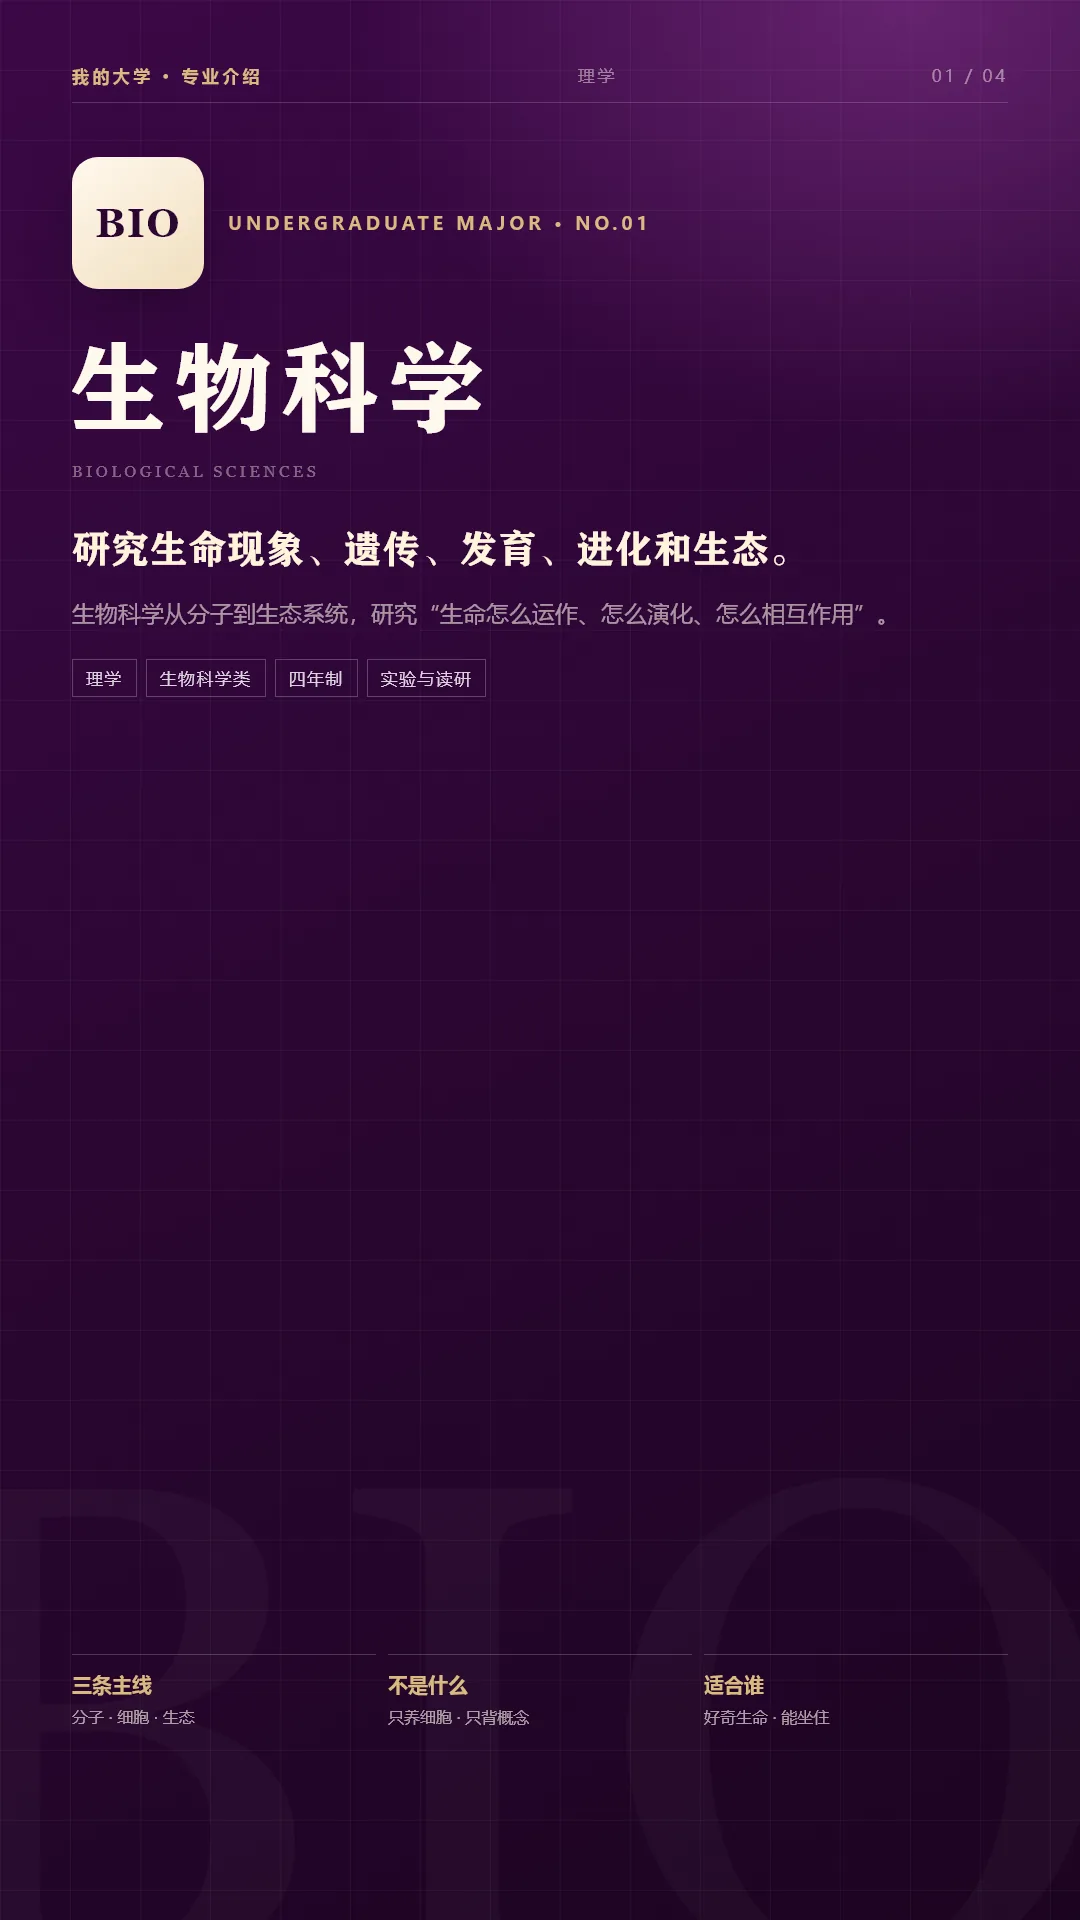 我的大学 • 专业介绍
理学
01 / 04
BIO
UNDERGRADUATE MAJOR • NO.01
生物科学
BIOLOGICAL SCIENCES
研究生命现象、遗传、发育、进化和生态。
生物科学从分子到生态系统，研究“生命怎么运作、怎么演化、怎么相互作用”。
理学 生物科学类 四年制 实验与读研
BIO
三条主线 不是什么 适合谁
分子 · 细胞 · 生态 只养细胞 · 只背概念 好奇生命 · 能坐住